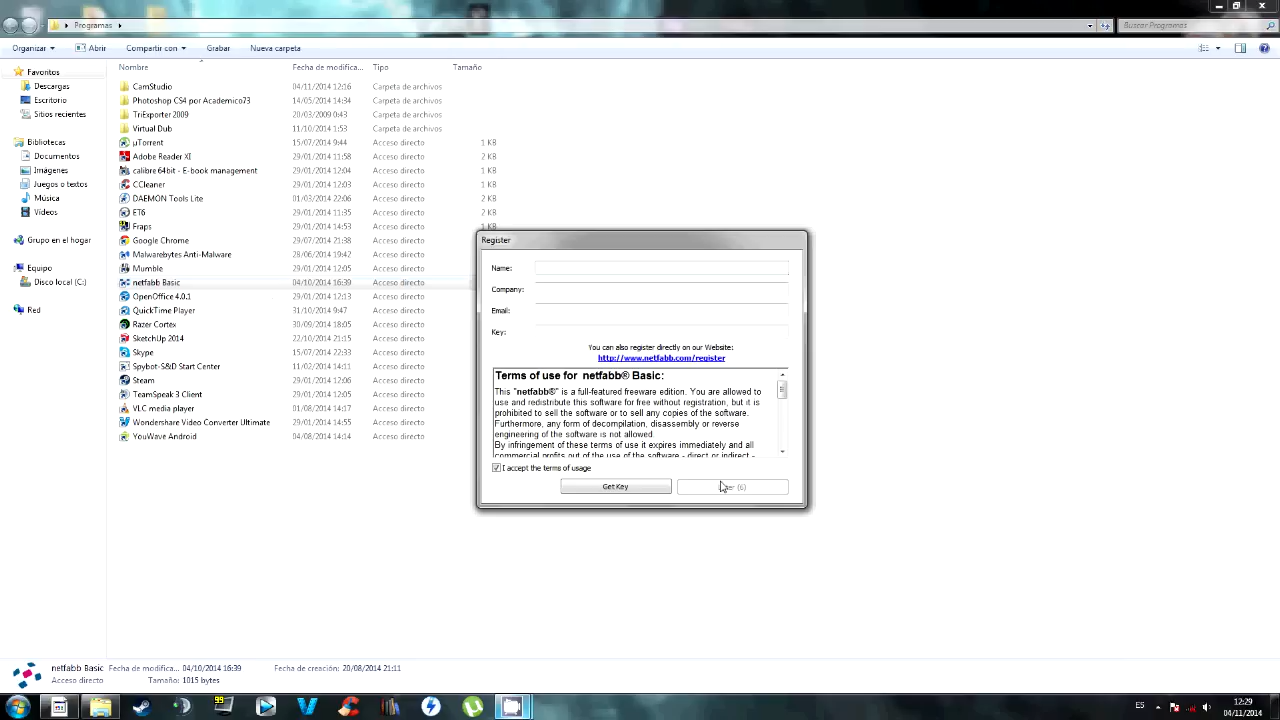 Programas
Buscar Programas
Organizar
Abrir
Compartir con
Grabar
Nueva carpeta
Nombre Fecha de modifica... Tipo Tamaño
Favoritos
Descargas
Escritorio
Sitios recientes
Bibliotecas
Documentos
Imágenes
Juegos o textos
Música
Vídeos
Grupo en el hogar
Equipo
Disco local (C:)
Red
CamStudio 04/11/2014 12:16 Carpeta de archivos
Photoshop CS4 por Academico73 14/05/2014 14:34 Carpeta de archivos
TriExporter 2009 20/03/2009 0:43 Carpeta de archivos
Virtual Dub 11/10/2014 1:53 Carpeta de archivos
µTorrent 15/07/2014 9:44 Acceso directo 1 KB
Adobe Reader XI 29/01/2014 11:58 Acceso directo 2 KB
calibre 64bit - E-book management 29/01/2014 12:04 Acceso directo 1 KB
CCleaner 29/01/2014 12:03 Acceso directo 1 KB
DAEMON Tools Lite 01/03/2014 22:06 Acceso directo 2 KB
ET6 29/01/2014 11:35 Acceso directo 2 KB
Fraps 29/01/2014 14:53 Acceso directo 1 KB
Google Chrome 29/07/2014 21:38 Acceso directo
Malwarebytes Anti-Malware 28/06/2014 19:42 Acceso directo
Mumble 29/01/2014 12:05 Acceso directo
netfabb Basic 04/10/2014 16:39 Acceso directo
OpenOffice 4.0.1 29/01/2014 12:13 Acceso directo
QuickTime Player 31/10/2014 9:47 Acceso directo
Razer Cortex 30/09/2014 18:05 Acceso directo
SketchUp 2014 22/10/2014 21:15 Acceso directo
Skype 15/07/2014 22:33 Acceso directo
Spybot-S&D Start Center 11/02/2014 11:16 Acceso directo
Steam 29/01/2014 12:06 Acceso directo
TeamSpeak 3 Client 29/01/2014 12:05 Acceso directo
VLC media player 01/08/2014 14:17 Acceso directo
Wondershare Video Converter Ultimate 29/01/2014 14:55 Acceso directo
YouWave Android 04/08/2014 14:14 Acceso directo
Register
Name:
Company:
Email:
Key:
You can also register directly on our Website:
http://www.netfabb.com/register
Terms of use for netfabb® Basic:
This "netfabb®" is a full-featured freeware edition. You are allowed
to use and redistribute this software for free without registration, but it is
prohibited to sell the software or to sell any copies of the software.
Furthermore, any form of decompilation, disassembly or reverse
engineering of the software is not allowed.
By infringement of these terms of use it expires immediately and all
commercial profits out of the use of the software - direct or indirect -
I accept the terms of usage
Get Key
(6)
netfabb Basic Fecha de modifica... 04/10/2014 16:39 Fecha de creación: 20/08/2014 21:11
Acceso directo Tamaño: 1015 bytes
99
ES
12:29
04/11/2014